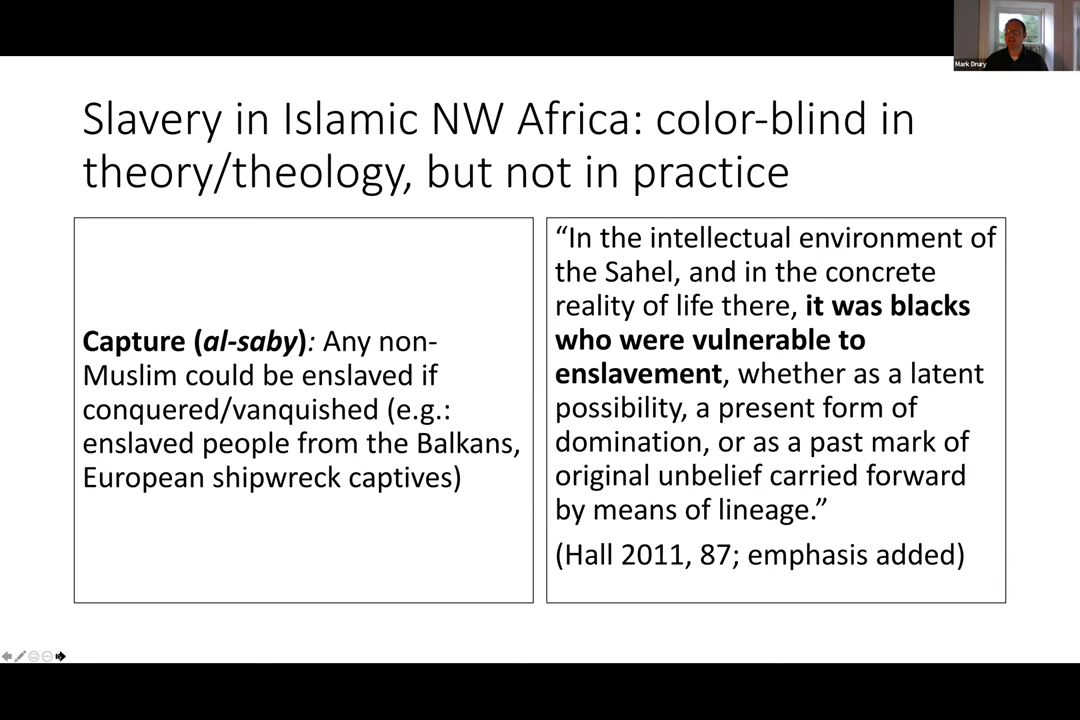 Mark Drury
Slavery in Islamic NW Africa: color-blind in
theory/theology, but not in practice
Capture (al-saby): Any non-
Muslim could be enslaved if
conquered/vanquished (e.g.:
enslaved people from the Balkans,
European shipwreck captives)
“In the intellectual environment of
the Sahel, and in the concrete
reality of life there, it was blacks
who were vulnerable to
enslavement, whether as a latent
possibility, a present form of
domination, or as a past mark of
original unbelief carried forward
by means of lineage.”
(Hall 2011, 87; emphasis added)